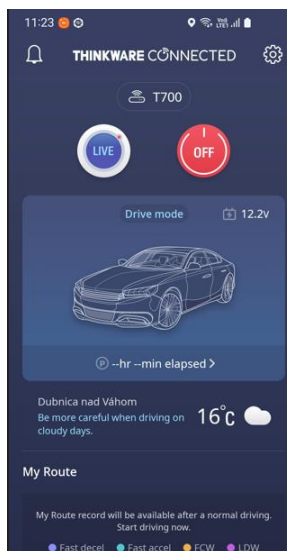 11:23
THINKWARE CONNECTED
T700
LIVE
OFF
Drive mode
12.2v
P --hr --min elapsed >
Dubnica nad Váhom
Be more careful when driving on
cloudy days.
16°c
My Route
My Route record will be available after a normal driving.
Start driving now.
Fast decel Fast accel FCW LDW